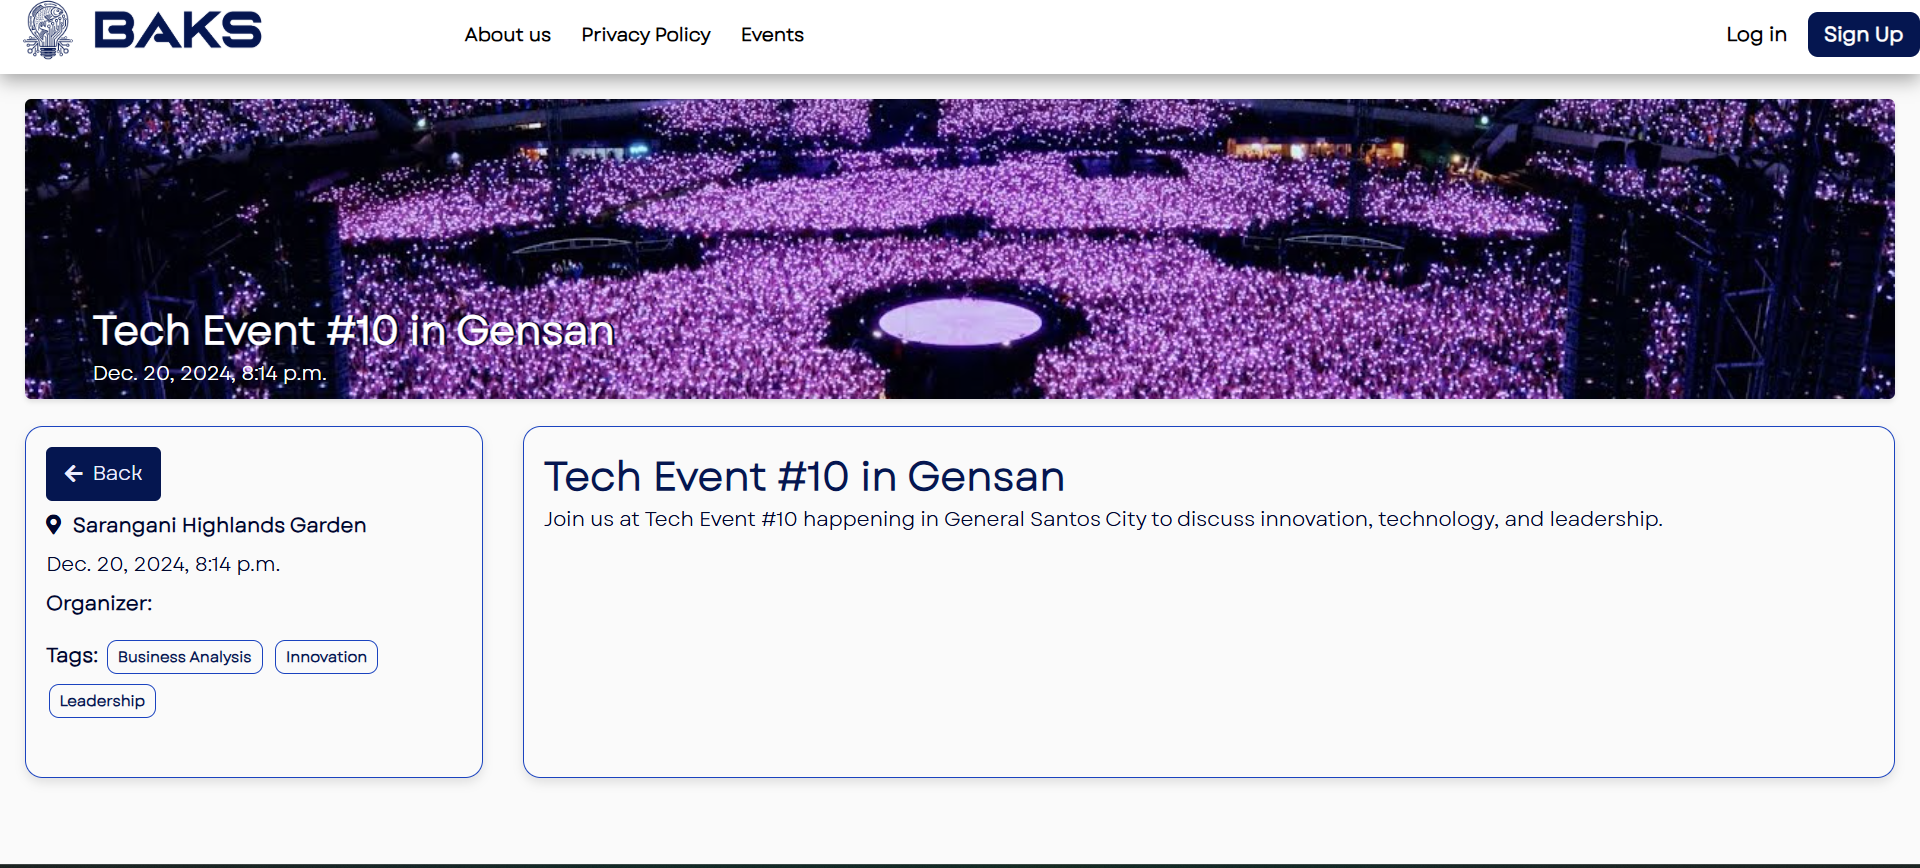 BAKS
About us Privacy Policy Events
Log in Sign Up
Tech Event #10 in Gensan
Dec. 20, 2024, 8:14 p.m.
Back
Sarangani Highlands Garden
Dec. 20, 2024, 8:14 p.m.
Organizer:
Tags: Business Analysis Innovation
Leadership
Tech Event #10 in Gensan
Join us at Tech Event #10 happening in General Santos City to discuss innovation, technology, and leadership.